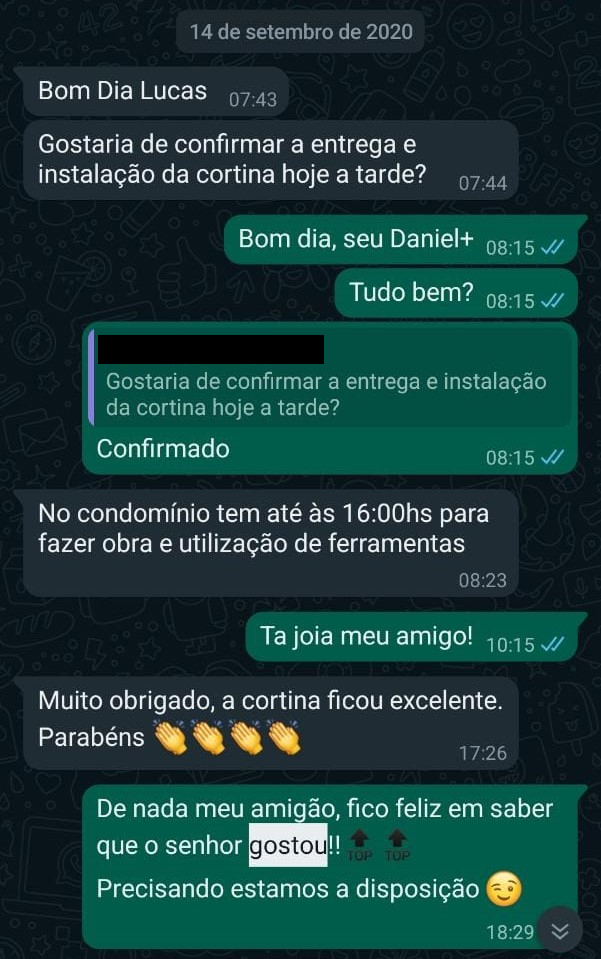 14 de setembro de 2020
Bom Dia Lucas 07:43
Gostaria de confirmar a entrega e
instalação da cortina hoje a tarde? 07:44
Bom dia, seu Daniel+ 08:15
Tudo bem? 08:15
Gostaria de confirmar a entrega e instalação
da cortina hoje a tarde?
Confirmado 08:15
No condomínio tem até às 16:00hs para
fazer obra e utilização de ferramentas
08:23
Ta joia meu amigo! 10:15
Muito obrigado, a cortina ficou excelente.
Parabéns 👏👏👏👏 17:26
De nada meu amigão, fico feliz em saber
que o senhor gostou!! 🔝 🔝
Precisando estamos a disposição 😉
18:29